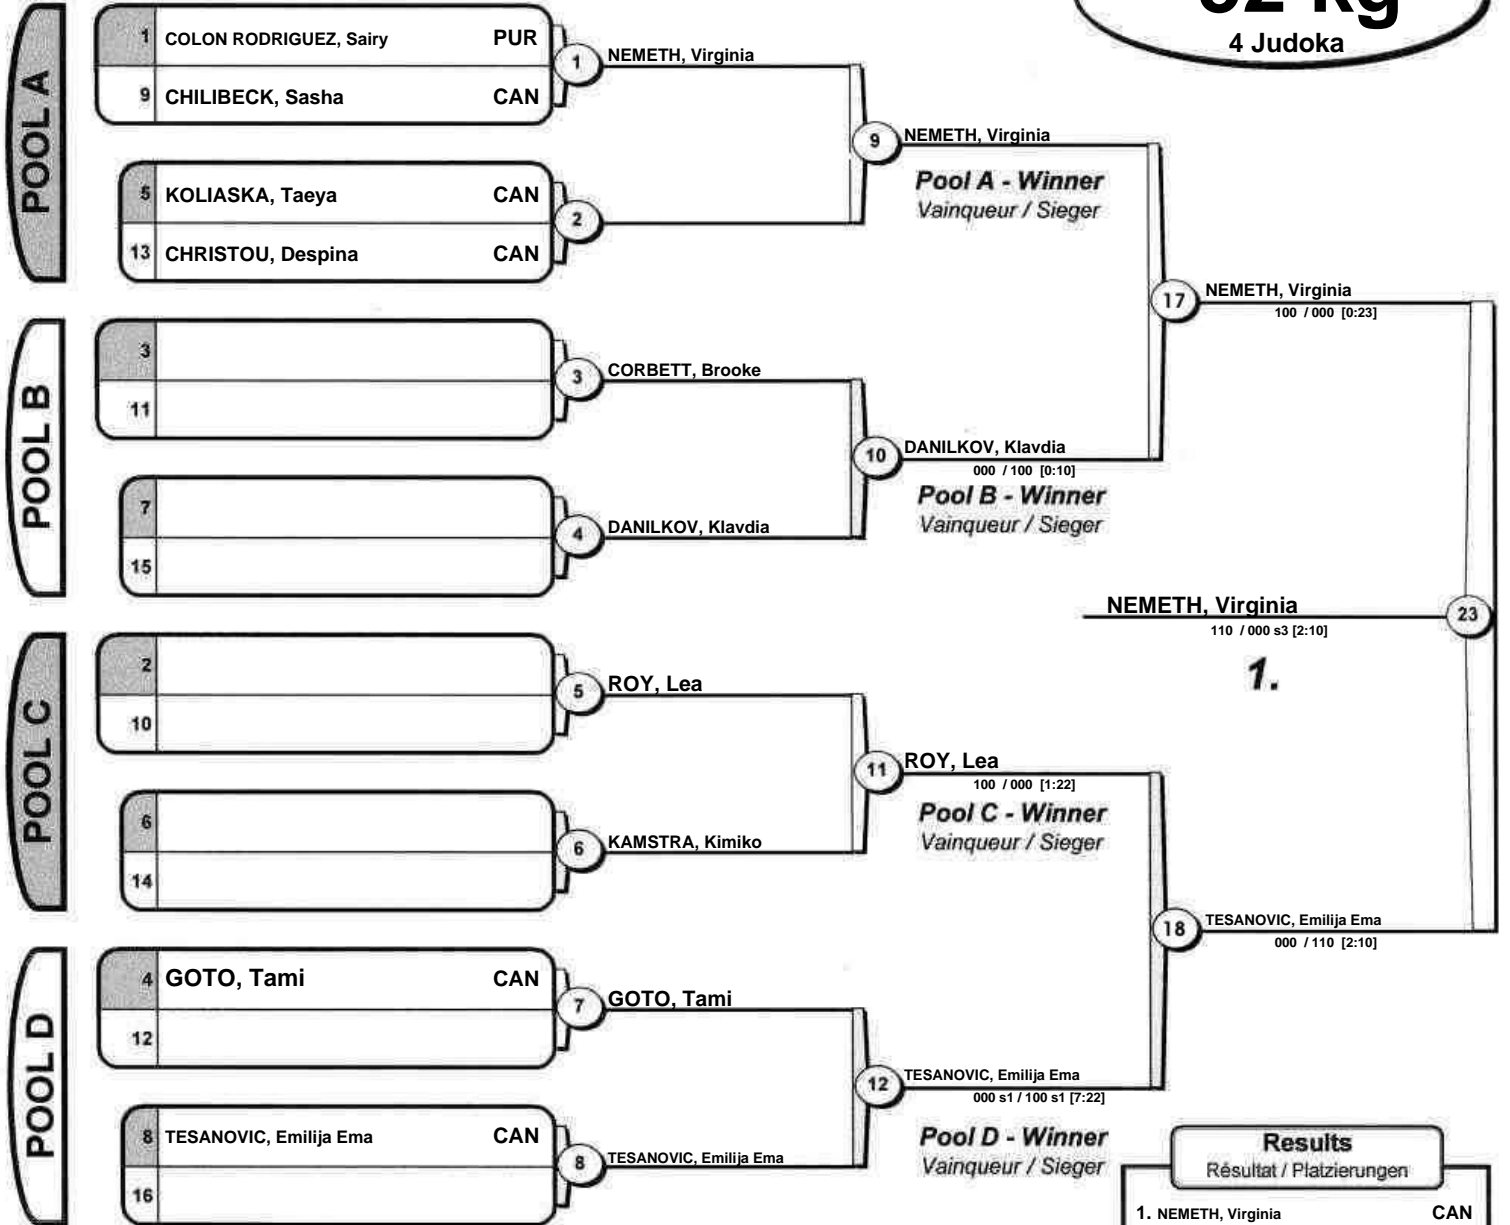 4 Judoka
POOL A
1 COLON RODRIGUEZ, Sairy PUR
9 CHILIBECK, Sasha CAN
1 NEMETH, Virginia
5 KOLIASKA, Taeya CAN
13 CHRISTOU, Despina CAN
2
9 NEMETH, Virginia
Pool A - Winner
Vainqueur / Sieger
POOL B
3
11
3 CORBETT, Brooke
7
15
4 DANILKOV, Klavdia
10 DANILKOV, Klavdia
000 / 100 [0:10]
Pool B - Winner
Vainqueur / Sieger
17 NEMETH, Virginia
100 / 000 [0:23]
NEMETH, Virginia 23
110 / 000 s3 [2:10]
1.
POOL C
2
10
5 ROY, Lea
6
14
6 KAMSTRA, Kimiko
11 ROY, Lea
100 / 000 [1:22]
Pool C - Winner
Vainqueur / Sieger
18 TESANOVIC, Emilija Ema
000 / 110 [2:10]
POOL D
4 GOTO, Tami CAN
12
7 GOTO, Tami
8 TESANOVIC, Emilija Ema CAN
16
8 TESANOVIC, Emilija Ema
12 TESANOVIC, Emilija Ema
000 s1 / 100 s1 [7:22]
Pool D - Winner
Vainqueur / Sieger
Results
Résultat / Platzierungen
1. NEMETH, Virginia CAN